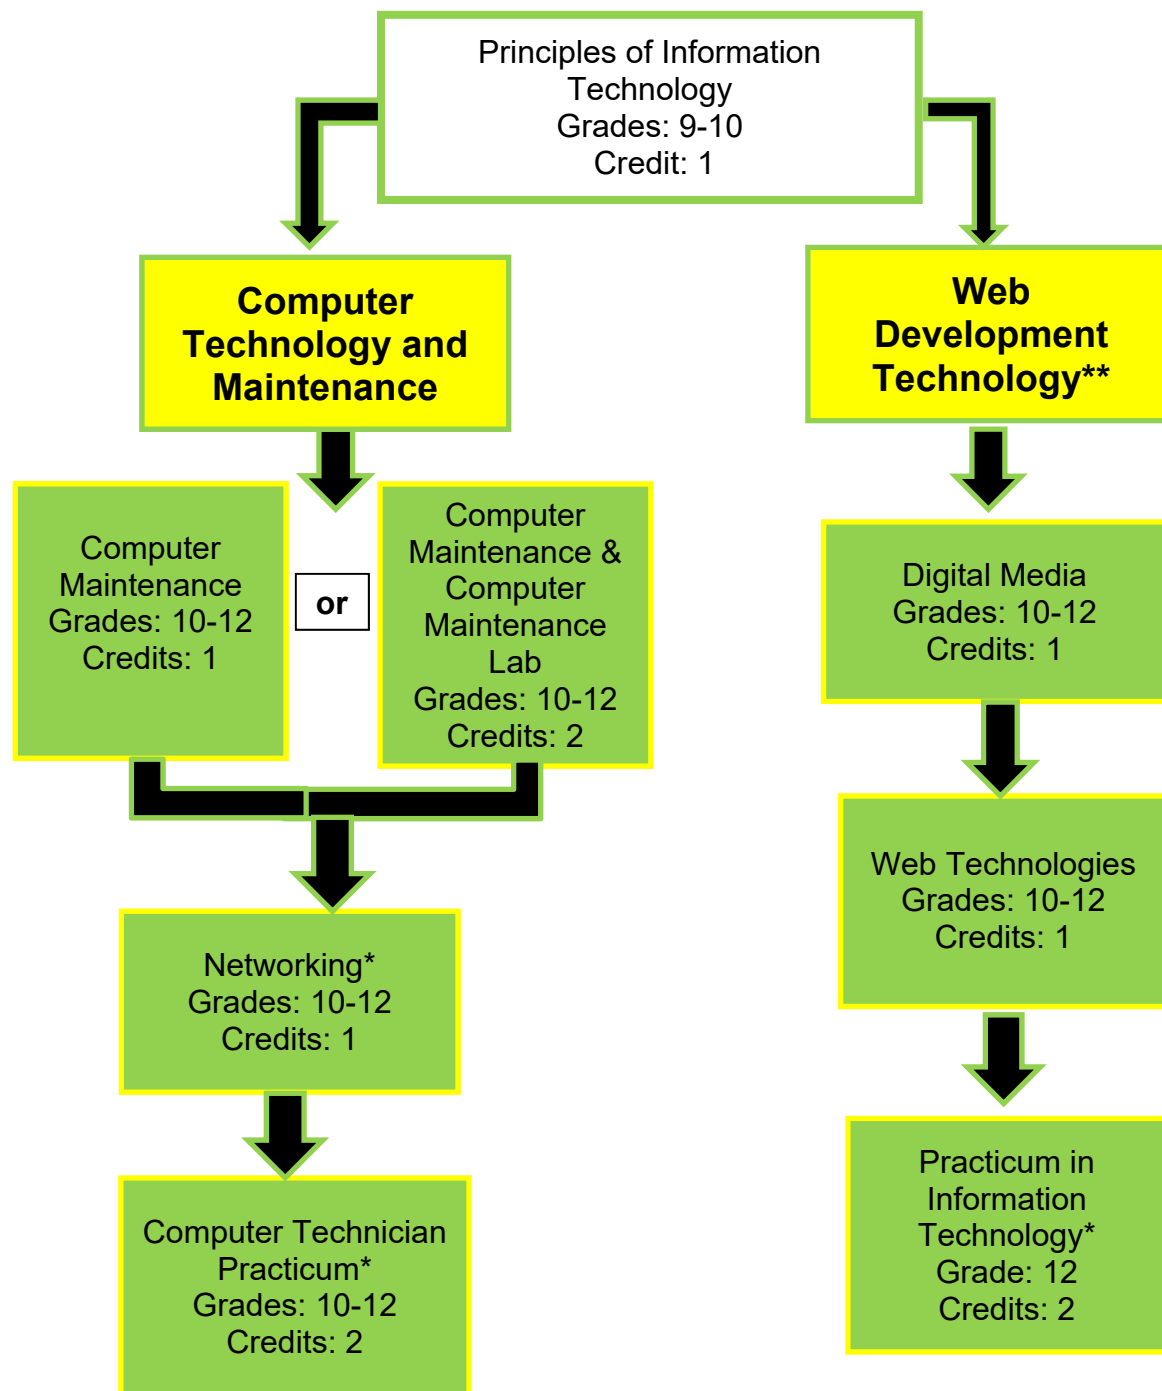 Principles of Information
Technology
Grades: 9-10
Credit: 1
Computer
Technology and
Maintenance
Web
Development
Technology**
Computer
Maintenance
Grades: 10-12
Credits: 1
or
Computer
Maintenance &
Computer
Maintenance
Lab
Grades: 10-12
Credits: 2
Digital Media
Grades: 10-12
Credits: 1
Web Technologies
Grades: 10-12
Credits: 1
Networking*
Grades: 10-12
Credits: 1
Practicum in
Information
Technology*
Grade: 12
Credits: 2
Computer Technician
Practicum*
Grades: 10-12
Credits: 2